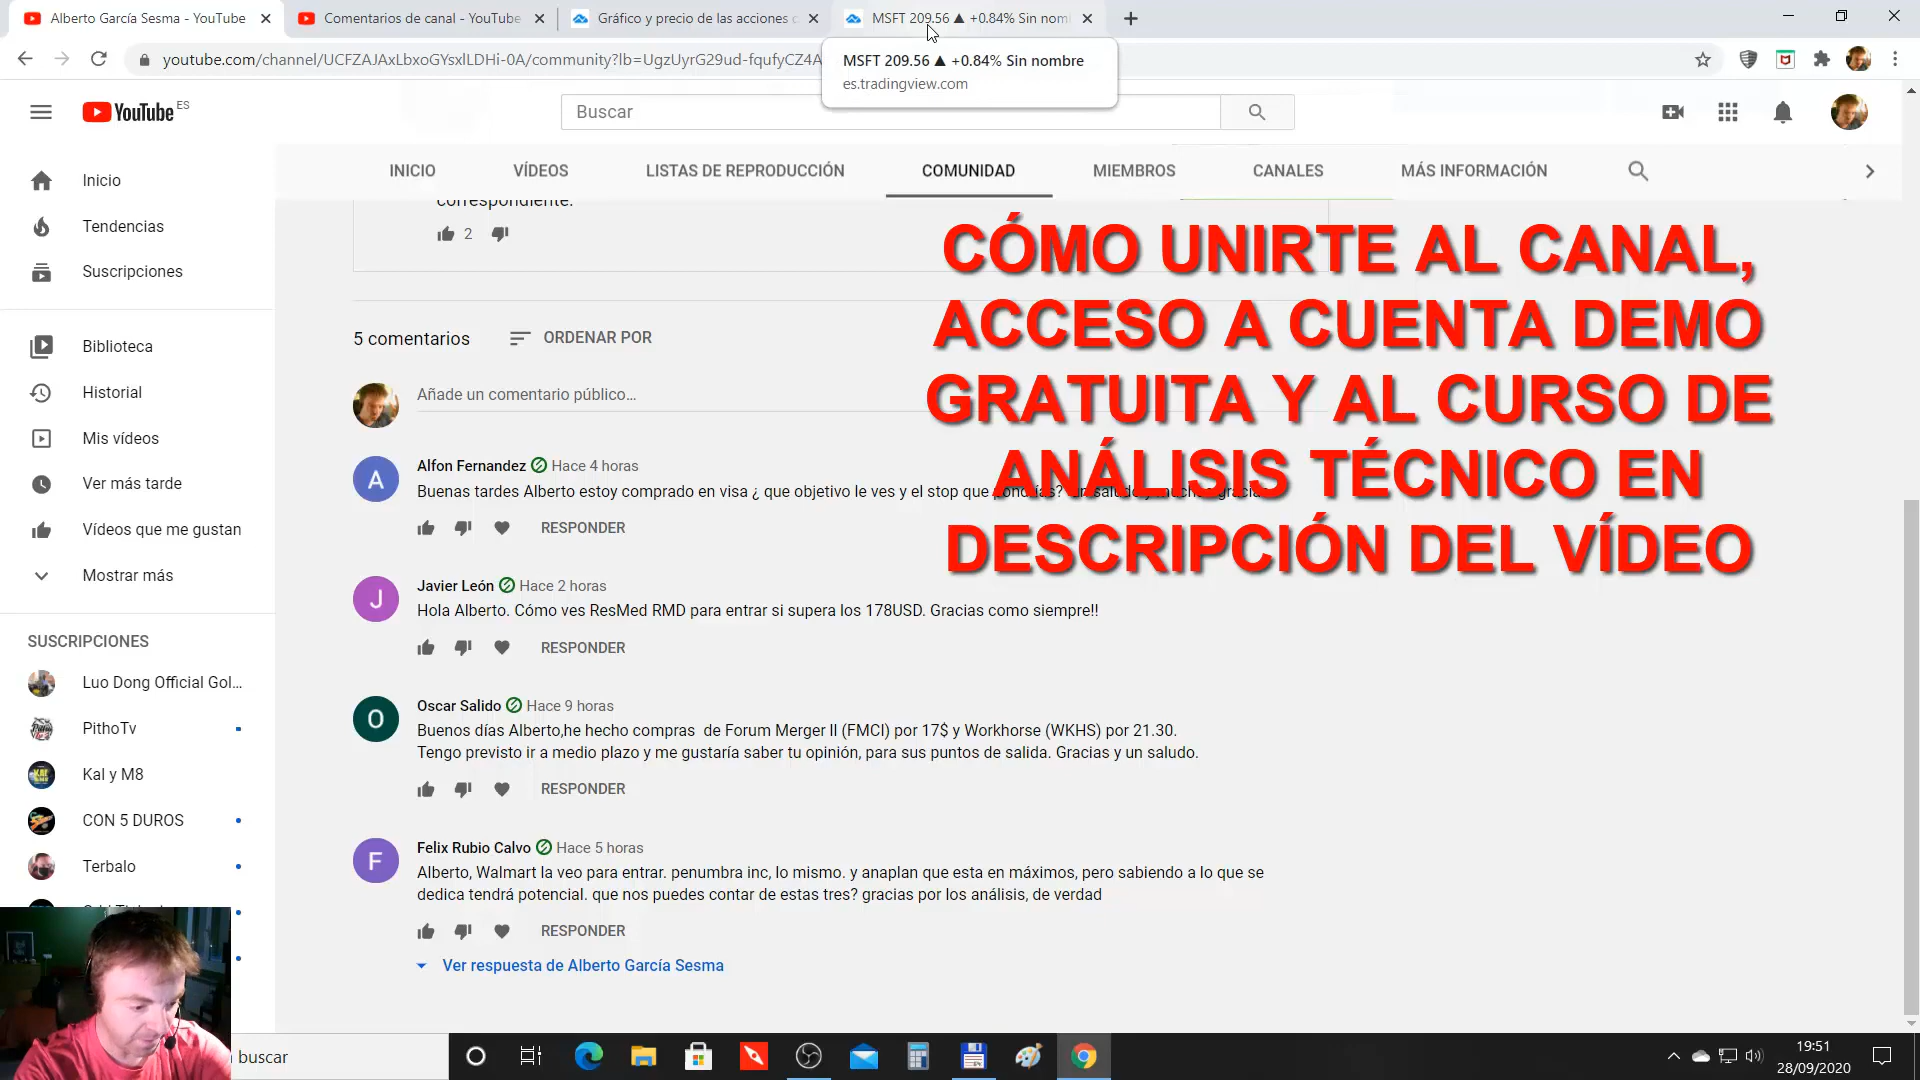 Alberto García Sesma - YouTube
Comentarios de canal - YouTube
Gráfico y precio de las acciones
MSFT 209.56 ▲ +0.84% Sin nom
youtube.com/channel/UCFZAJAxLbxoGYsxlLDHi-0A/community?lb=UgzUyrG29ud-fqufyCZ4A
MSFT 209.56 ▲ +0.84% Sin nombre
es.tradingview.com
YouTube ES
Buscar
INICIO
VÍDEOS
LISTAS DE REPRODUCCIÓN
COMUNIDAD
MIEMBROS
CANALES
MÁS INFORMACIÓN
Inicio
Tendencias
Suscripciones
Biblioteca
Historial
Mis vídeos
Ver más tarde
Vídeos que me gustan
Mostrar más
SUSCRIPCIONES
Luo Dong Official Gol...
PithoTv
Kal y M8
CON 5 DUROS
Terbalo
correspondiente.
2
5 comentarios
ORDENAR POR
Añade un comentario público...
A
Alfon Fernandez Hace 4 horas
Buenas tardes Alberto estoy comprado en visa ¿ que objetivo le ves y el stop que
RESPONDER
J
Javier León Hace 2 horas
Hola Alberto. Cómo ves ResMed RMD para entrar si supera los 178USD. Gracias como siempre!!
RESPONDER
O
Oscar Salido Hace 9 horas
Buenos días Alberto,he hecho compras de Forum Merger II (FMCI) por 17$ y Workhorse (WKHS) por 21.30.
Tengo previsto ir a medio plazo y me gustaría saber tu opinión, para sus puntos de salida. Gracias y un saludo.
RESPONDER
F
Felix Rubio Calvo Hace 5 horas
Alberto, Walmart la veo para entrar. penumbra inc, lo mismo. y anaplan que esta en máximos, pero sabiendo a lo que se
dedica tendrá potencial. que nos puedes contar de estas tres? gracias por los análisis, de verdad
RESPONDER
Ver respuesta de Alberto García Sesma
CÓMO UNIRTE AL CANAL,
ACCESO A CUENTA DEMO
GRATUITA Y AL CURSO DE
ANÁLISIS TÉCNICO EN
DESCRIPCIÓN DEL VÍDEO
buscar
19:51
28/09/2020